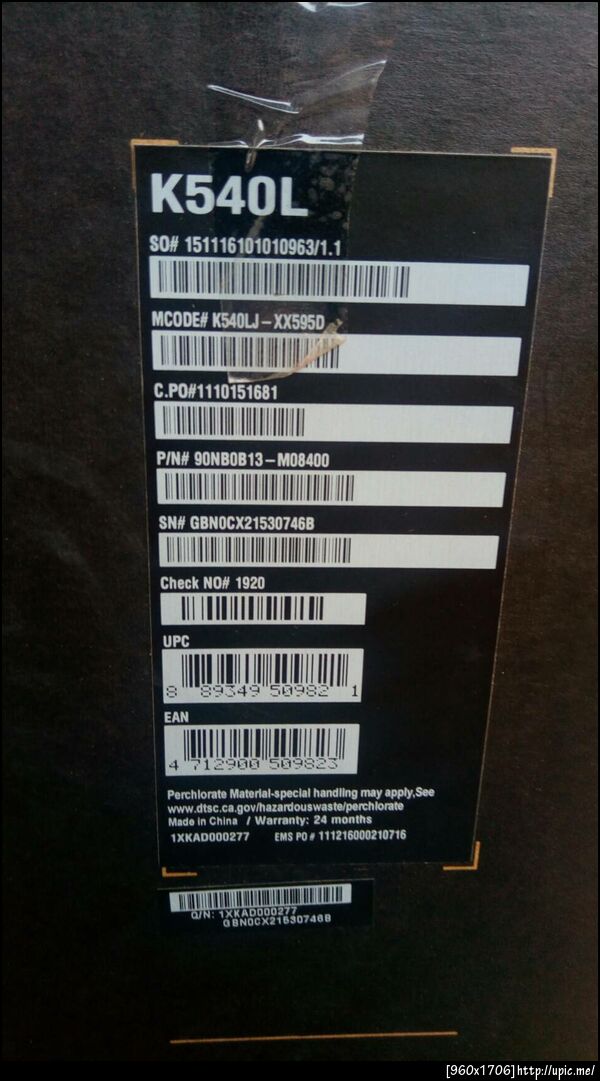 K540L
SO# 151116101010963/1.1
MCODE# K540LJ-XX595D
C.PO#1110151681
P/N# 90NB0B13-M08400
SN# GBN0CX21530746B
Check NO# 1920
UPC
8 89349 50982 1
EAN
4 712900 509823
Perchlorate Material-special handling may apply,See
www.dtsc.ca.gov/hazardouswaste/perchlorate
Made in China / Warranty: 24 months
1XKAD000277 EMS PO # 111216000210716
Q/N: 1XKAD000277
GBN0CX21530746B
[960x1706]http://upic.me/